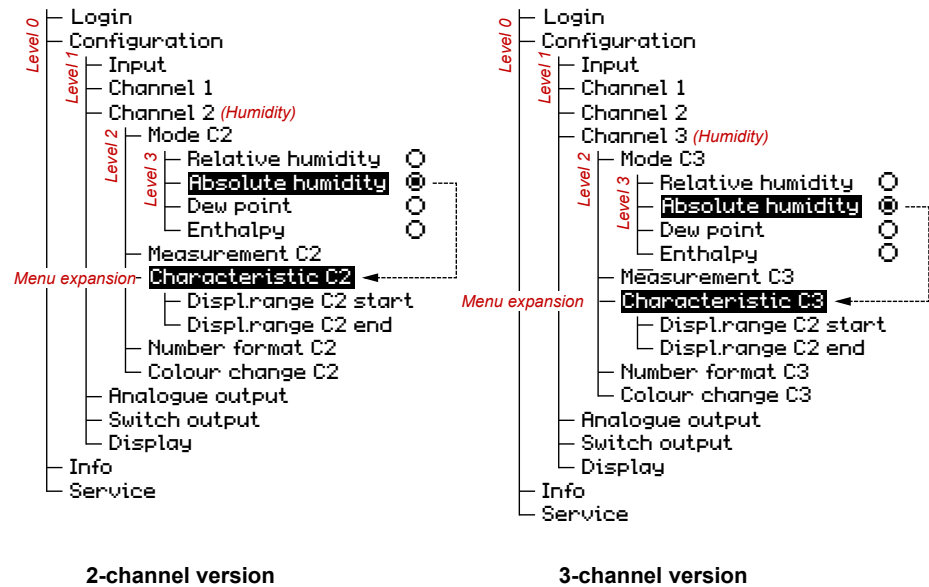 Level 0
Login
Configuration
Level 1
Input
Channel 1
Channel 2 (Humidity)
Level 2
Mode C2
Level 3
Relative humidity
Absolute humidity
Dew point
Enthalpy
Measurement C2
Menu expansion
Characteristic C2
Displ.range C2 start
Displ.range C2 end
Number format C2
Colour change C2
Analogue output
Switch output
Display
Info
Service
2-channel version
Level 0
Login
Configuration
Level 1
Input
Channel 1
Channel 2
Channel 3 (Humidity)
Level 2
Mode C3
Level 3
Relative humidity
Absolute humidity
Dew point
Enthalpy
Measurement C3
Menu expansion
Characteristic C3
Displ.range C2 start
Displ.range C2 end
Number format C3
Colour change C3
Analogue output
Switch output
Display
Info
Service
3-channel version